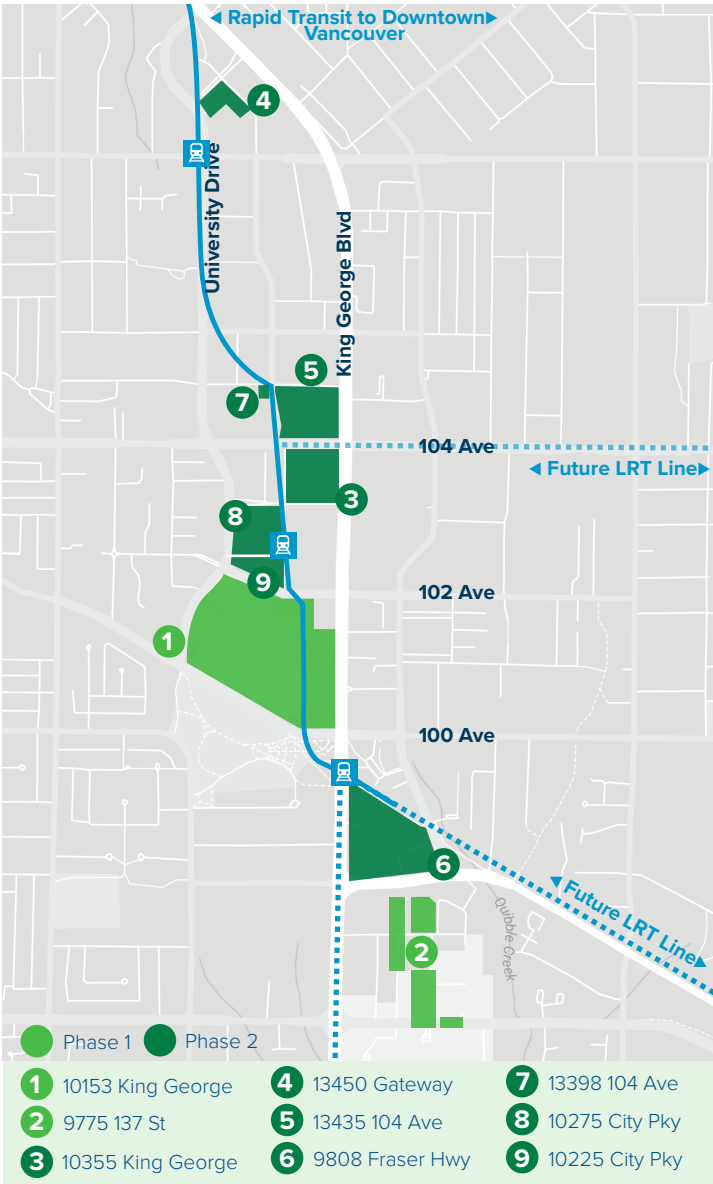 ◄ Rapid Transit to Downtown►
Vancouver
4
University Drive
King George Blvd
5
7
104 Ave
◄ Future LRT Line►
3
8
9
102 Ave
1
100 Ave
6
◄ Future LRT Line►
Quibble Creek
2
Phase 1
Phase 2
1 10153 King George
2 9775 137 St
3 10355 King George
4 13450 Gateway
5 13435 104 Ave
6 9808 Fraser Hwy
7 13398 104 Ave
8 10275 City Pky
9 10225 City Pky